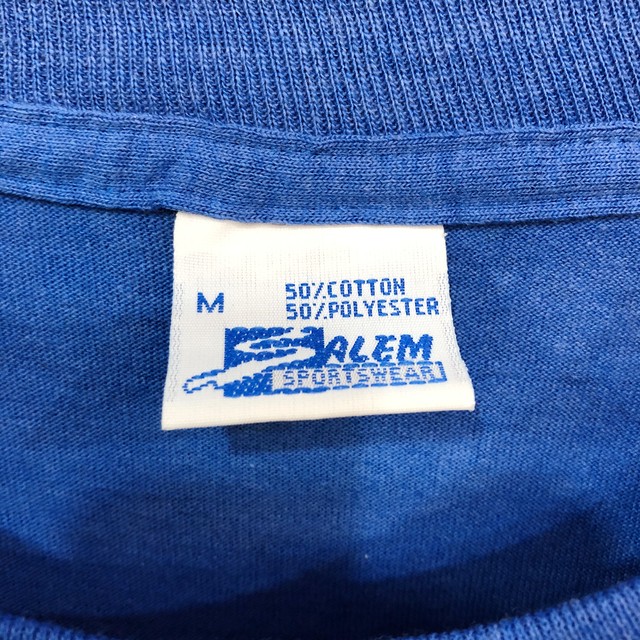 M
50% COTTON
50% POLYESTER
SALEM
SPORTSWEAR